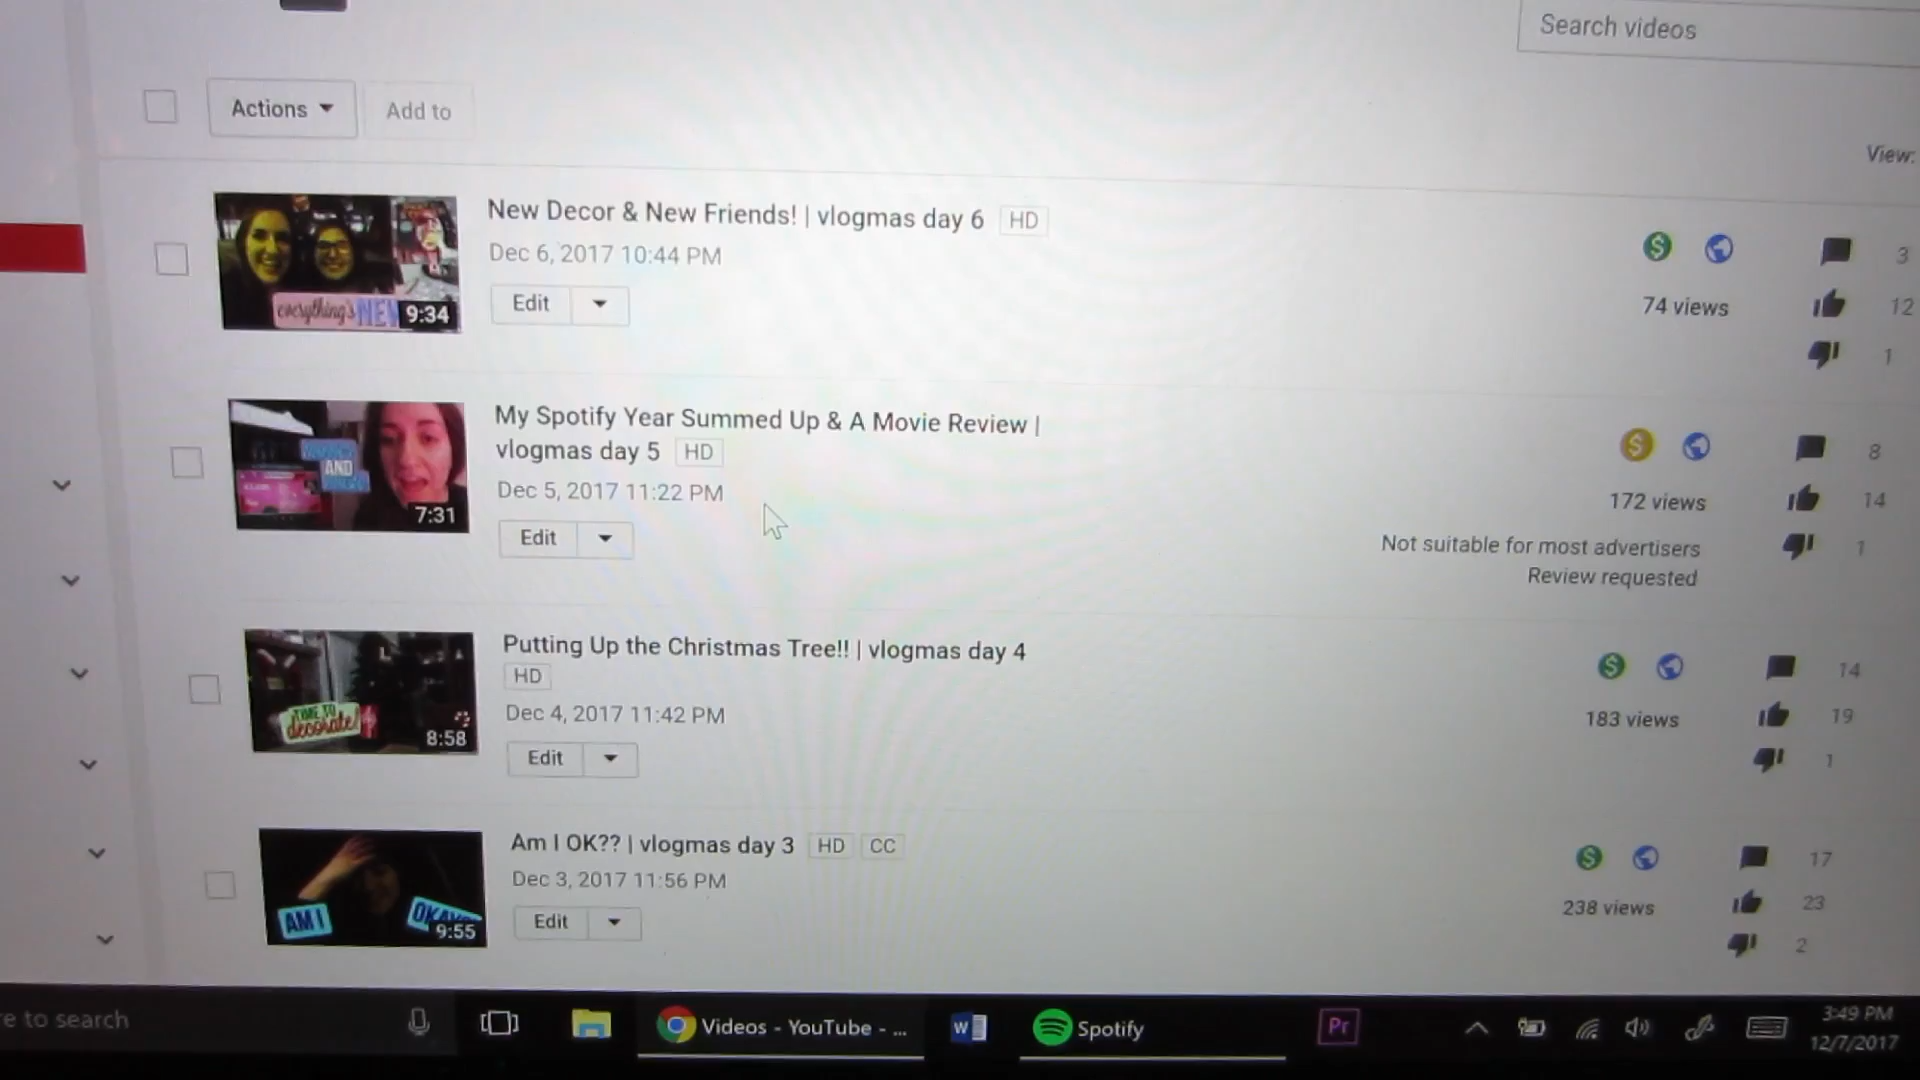 Search videos
Actions
Add to
View:
New Decor & New Friends! | vlogmas day 6 HD
Dec 6, 2017 10:44 PM
Edit
everything's NEW
9:34
74 views
3
12
1
My Spotify Year Summed Up & A Movie Review |
vlogmas day 5 HD
Dec 5, 2017 11:22 PM
Edit
AND
7:31
172 views
Not suitable for most advertisers
Review requested
8
14
1
Putting Up the Christmas Tree!! | vlogmas day 4
HD
Dec 4, 2017 11:42 PM
Edit
TIME TO
decorate!
8:58
183 views
14
19
1
Am I OK?? | vlogmas day 3 HD CC
Dec 3, 2017 11:56 PM
Edit
AM I
9:55
238 views
17
23
2
e to search
Videos - YouTube - ...
W
Spotify
Pr
3:49 PM
12/7/2017